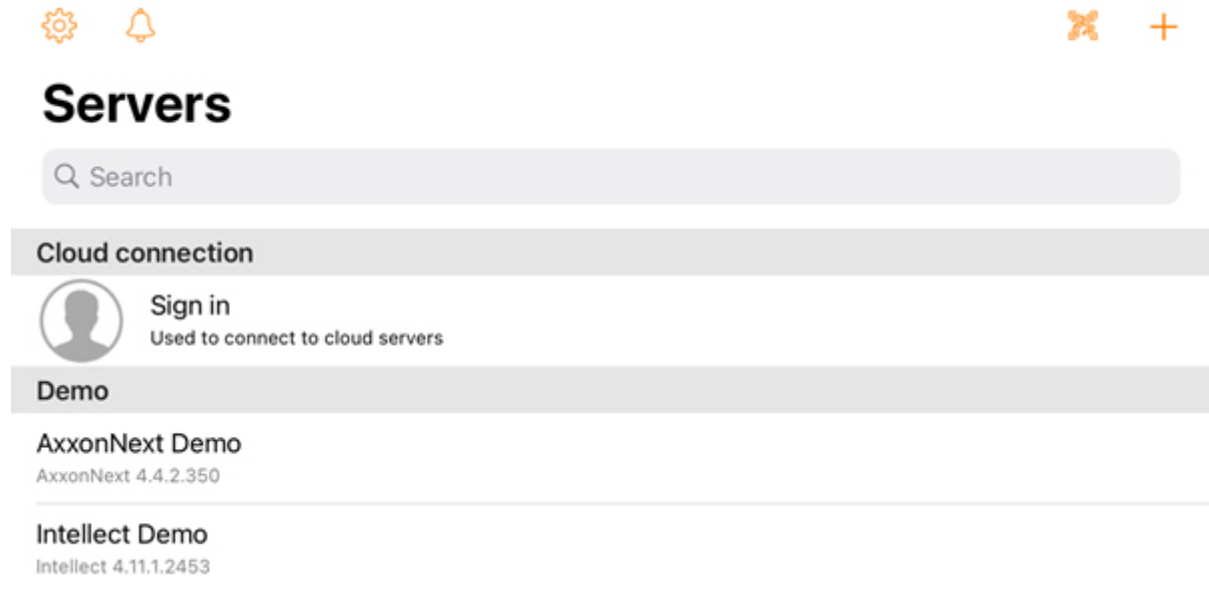 Servers
Search
Cloud connection
Sign in
Used to connect to cloud servers
Demo
AxxonNext Demo
AxxonNext 4.4.2.350
Intellect Demo
Intellect 4.11.1.2453